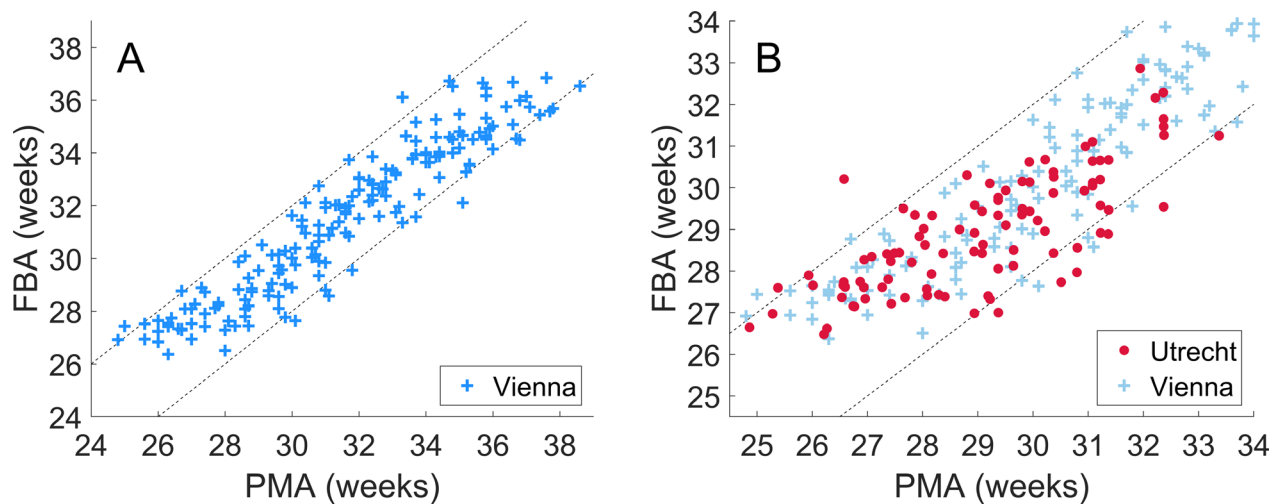 A
FBA (weeks)
38
36
34
32
30
28
26
24
24 26 28 30 32 34 36 38
PMA (weeks)
Vienna
B
FBA (weeks)
34
33
32
31
30
29
28
27
26
25
25 26 27 28 29 30 31 32 33 34
PMA (weeks)
Utrecht
Vienna